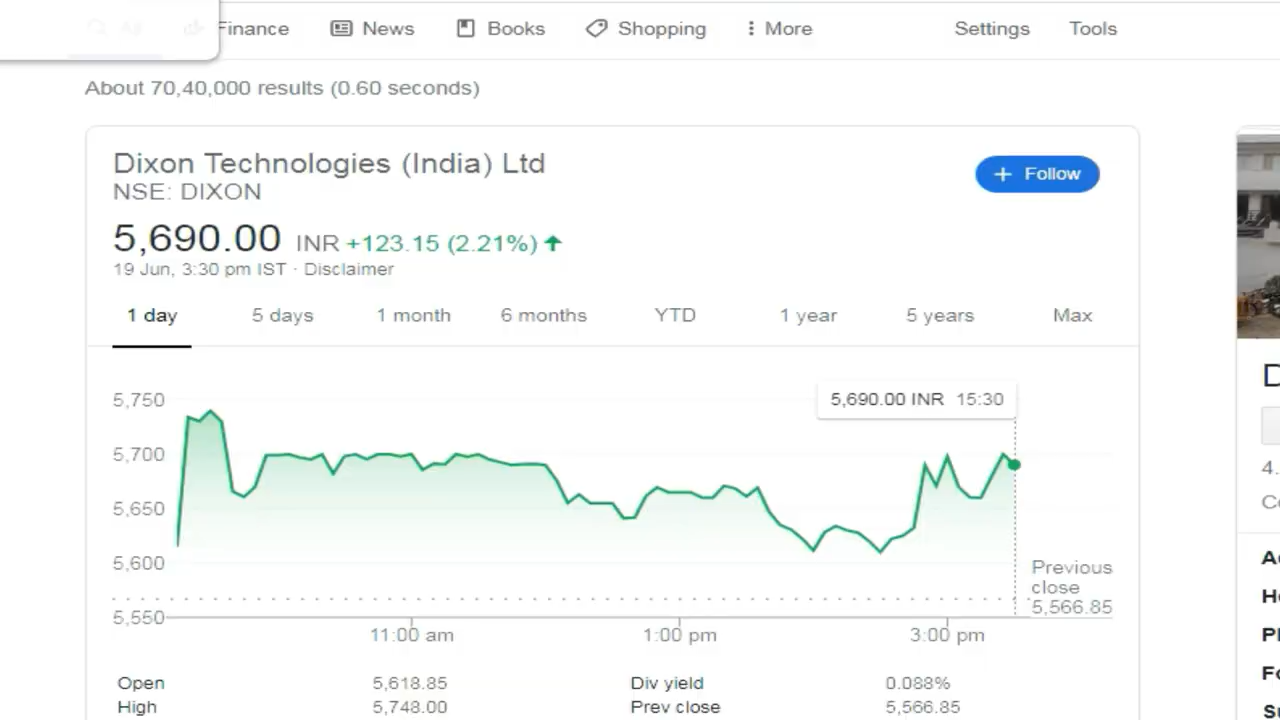 Finance News Books Shopping More Settings Tools
About 70,40,000 results (0.60 seconds)
Dixon Technologies (India) Ltd
NSE: DIXON
+ Follow
5,690.00 INR +123.15 (2.21%)
19 Jun, 3:30 pm IST · Disclaimer
1 day 5 days 1 month 6 months YTD 1 year 5 years Max
5,690.00 INR 15:30
5,750
5,700
5,650
5,600
5,550
Previous
close
5,566.85
11:00 am 1:00 pm 3:00 pm
Open 5,618.85 Div yield 0.088%
High 5,748.00 Prev close 5,566.85
4.